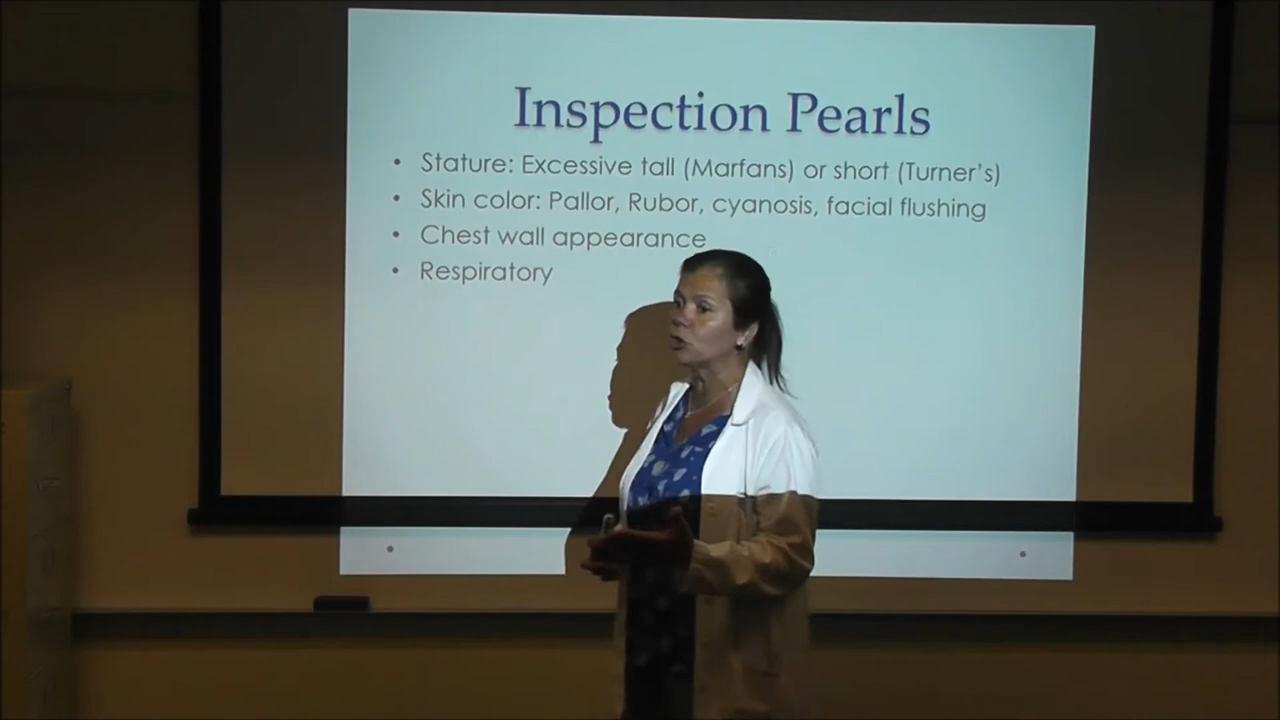 Inspection Pearls
• Stature: Excessive tall (Marfans) or short (Turner's)
• Skin color: Pallor, Rubor, cyanosis, facial flushing
• Chest wall appearance
• Respiratory